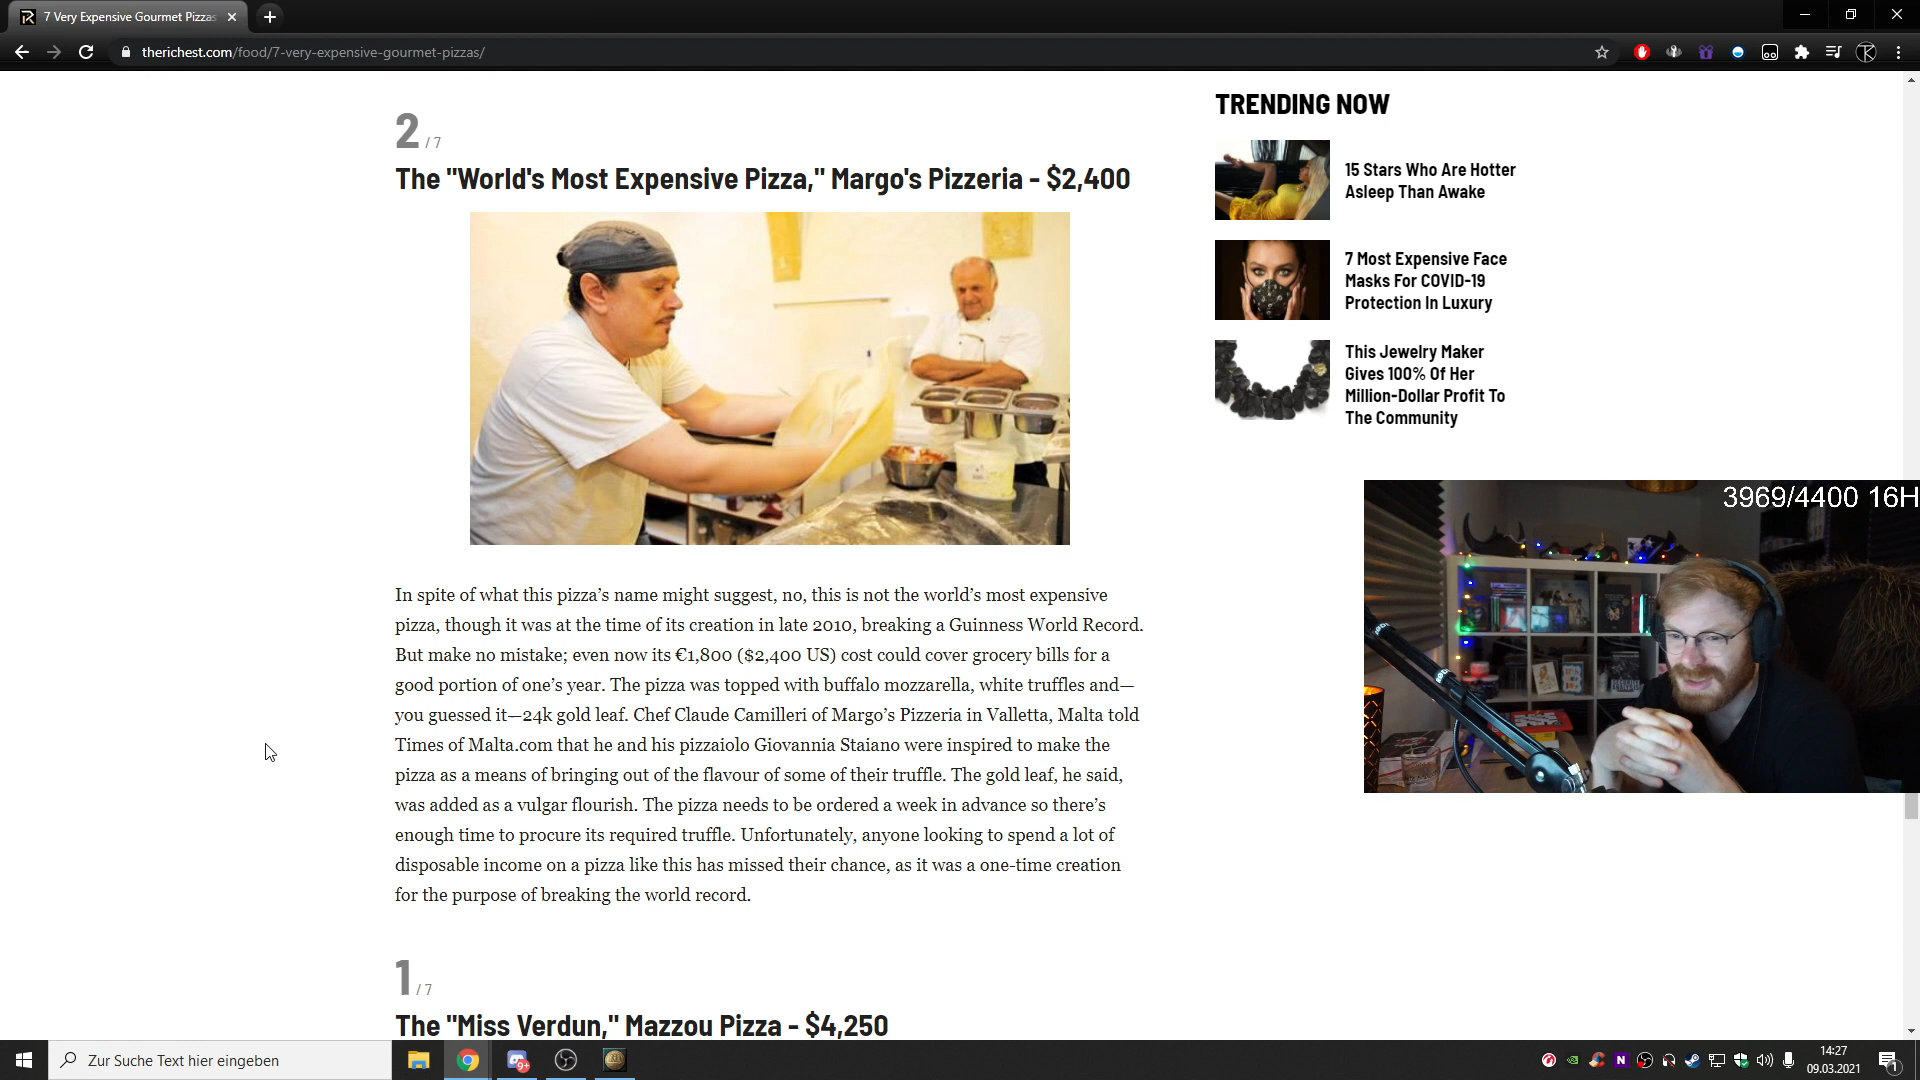 7 Very Expensive Gourmet Pizzas
therichest.com/food/7-very-expensive-gourmet-pizzas/
2 / 7
The "World's Most Expensive Pizza," Margo's Pizzeria - $2,400
In spite of what this pizza’s name might suggest, no, this is not the world’s most expensive
pizza, though it was at the time of its creation in late 2010, breaking a Guinness World Record.
But make no mistake; even now its €1,800 ($2,400 US) cost could cover grocery bills for a
good portion of one’s year. The pizza was topped with buffalo mozzarella, white truffles and—
you guessed it—24k gold leaf. Chef Claude Camilleri of Margo’s Pizzeria in Valletta, Malta told
Times of Malta.com that he and his pizzaiolo Giovannia Staiano were inspired to make the
pizza as a means of bringing out of the flavour of some of their truffle. The gold leaf, he said,
was added as a vulgar flourish. The pizza needs to be ordered a week in advance so there’s
enough time to procure its required truffle. Unfortunately, anyone looking to spend a lot of
disposable income on a pizza like this has missed their chance, as it was a one-time creation
for the purpose of breaking the world record.
1 / 7
The "Miss Verdun," Mazzou Pizza - $4,250
TRENDING NOW
15 Stars Who Are Hotter
Asleep Than Awake
7 Most Expensive Face
Masks For COVID-19
Protection In Luxury
This Jewelry Maker
Gives 100% Of Her
Million-Dollar Profit To
The Community
3969/4400 16H
Zur Suche Text hier eingeben
9+
N
14:27
09.03.2021
1